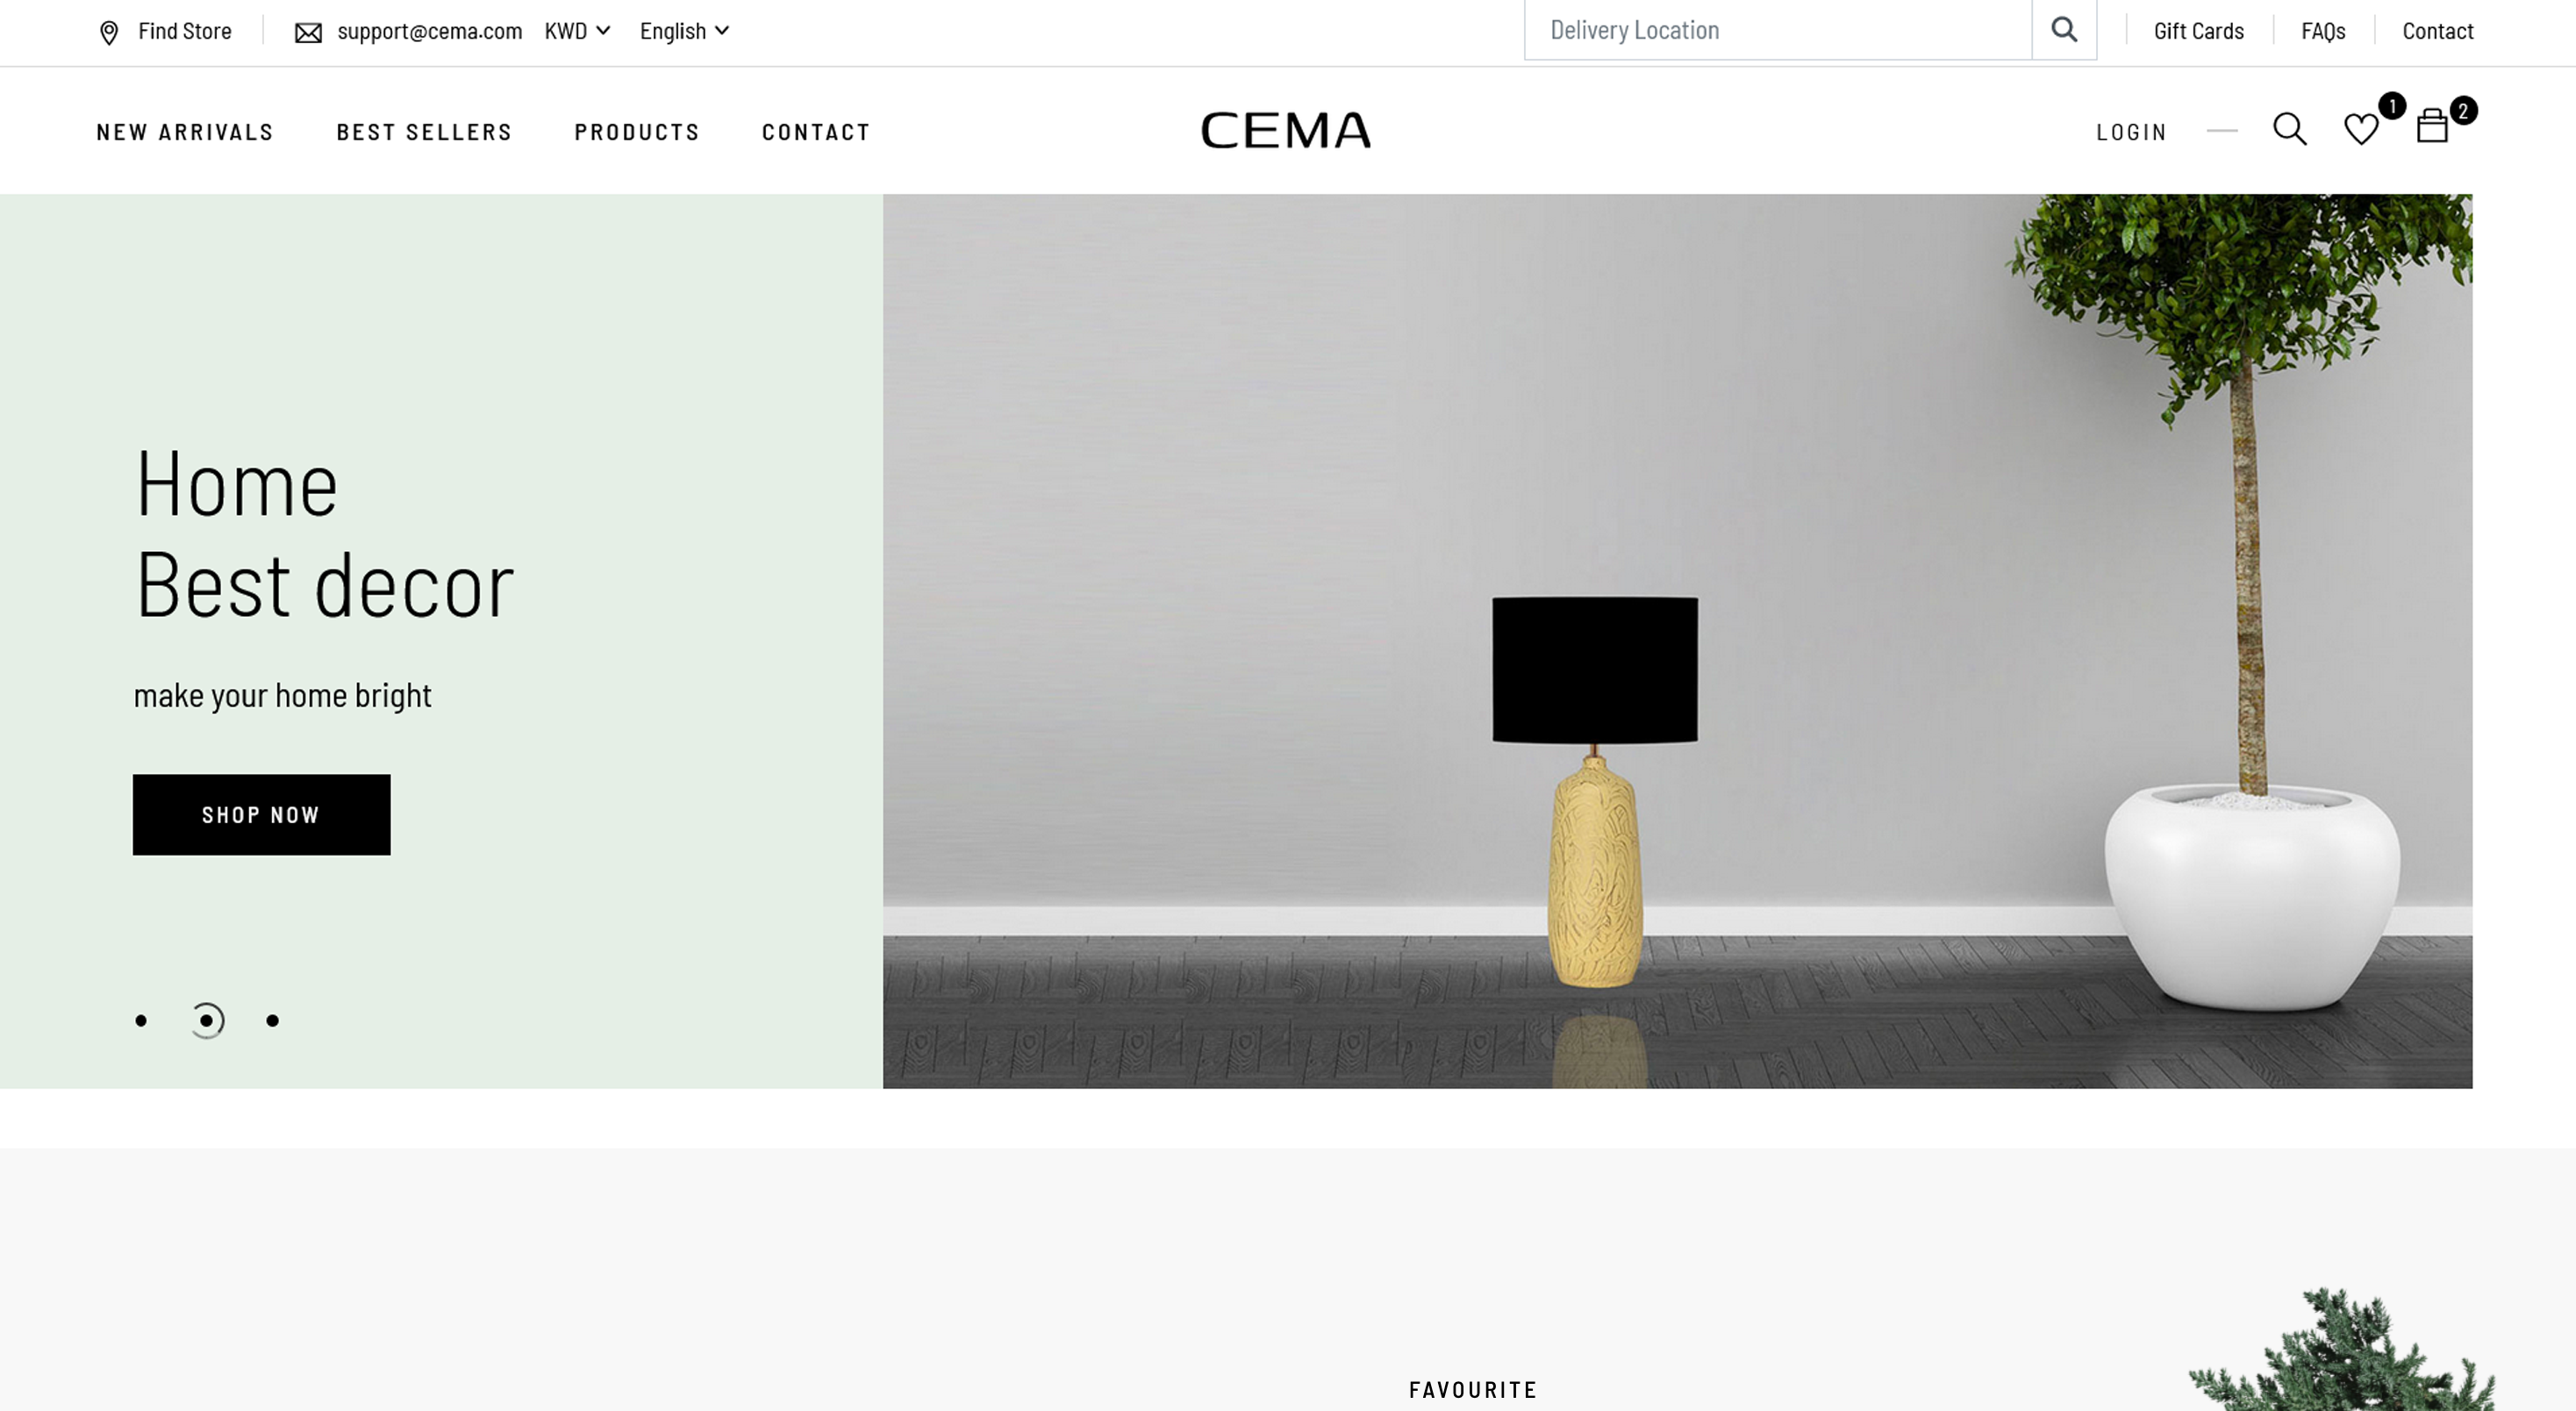 Find Store
support@cema.com
KWD
English
Delivery Location
Gift Cards
FAQs
Contact
NEW ARRIVALS
BEST SELLERS
PRODUCTS
CONTACT
CEMA
LOGIN
1
2
Home
Best decor
make your home bright
SHOP NOW
FAVOURITE